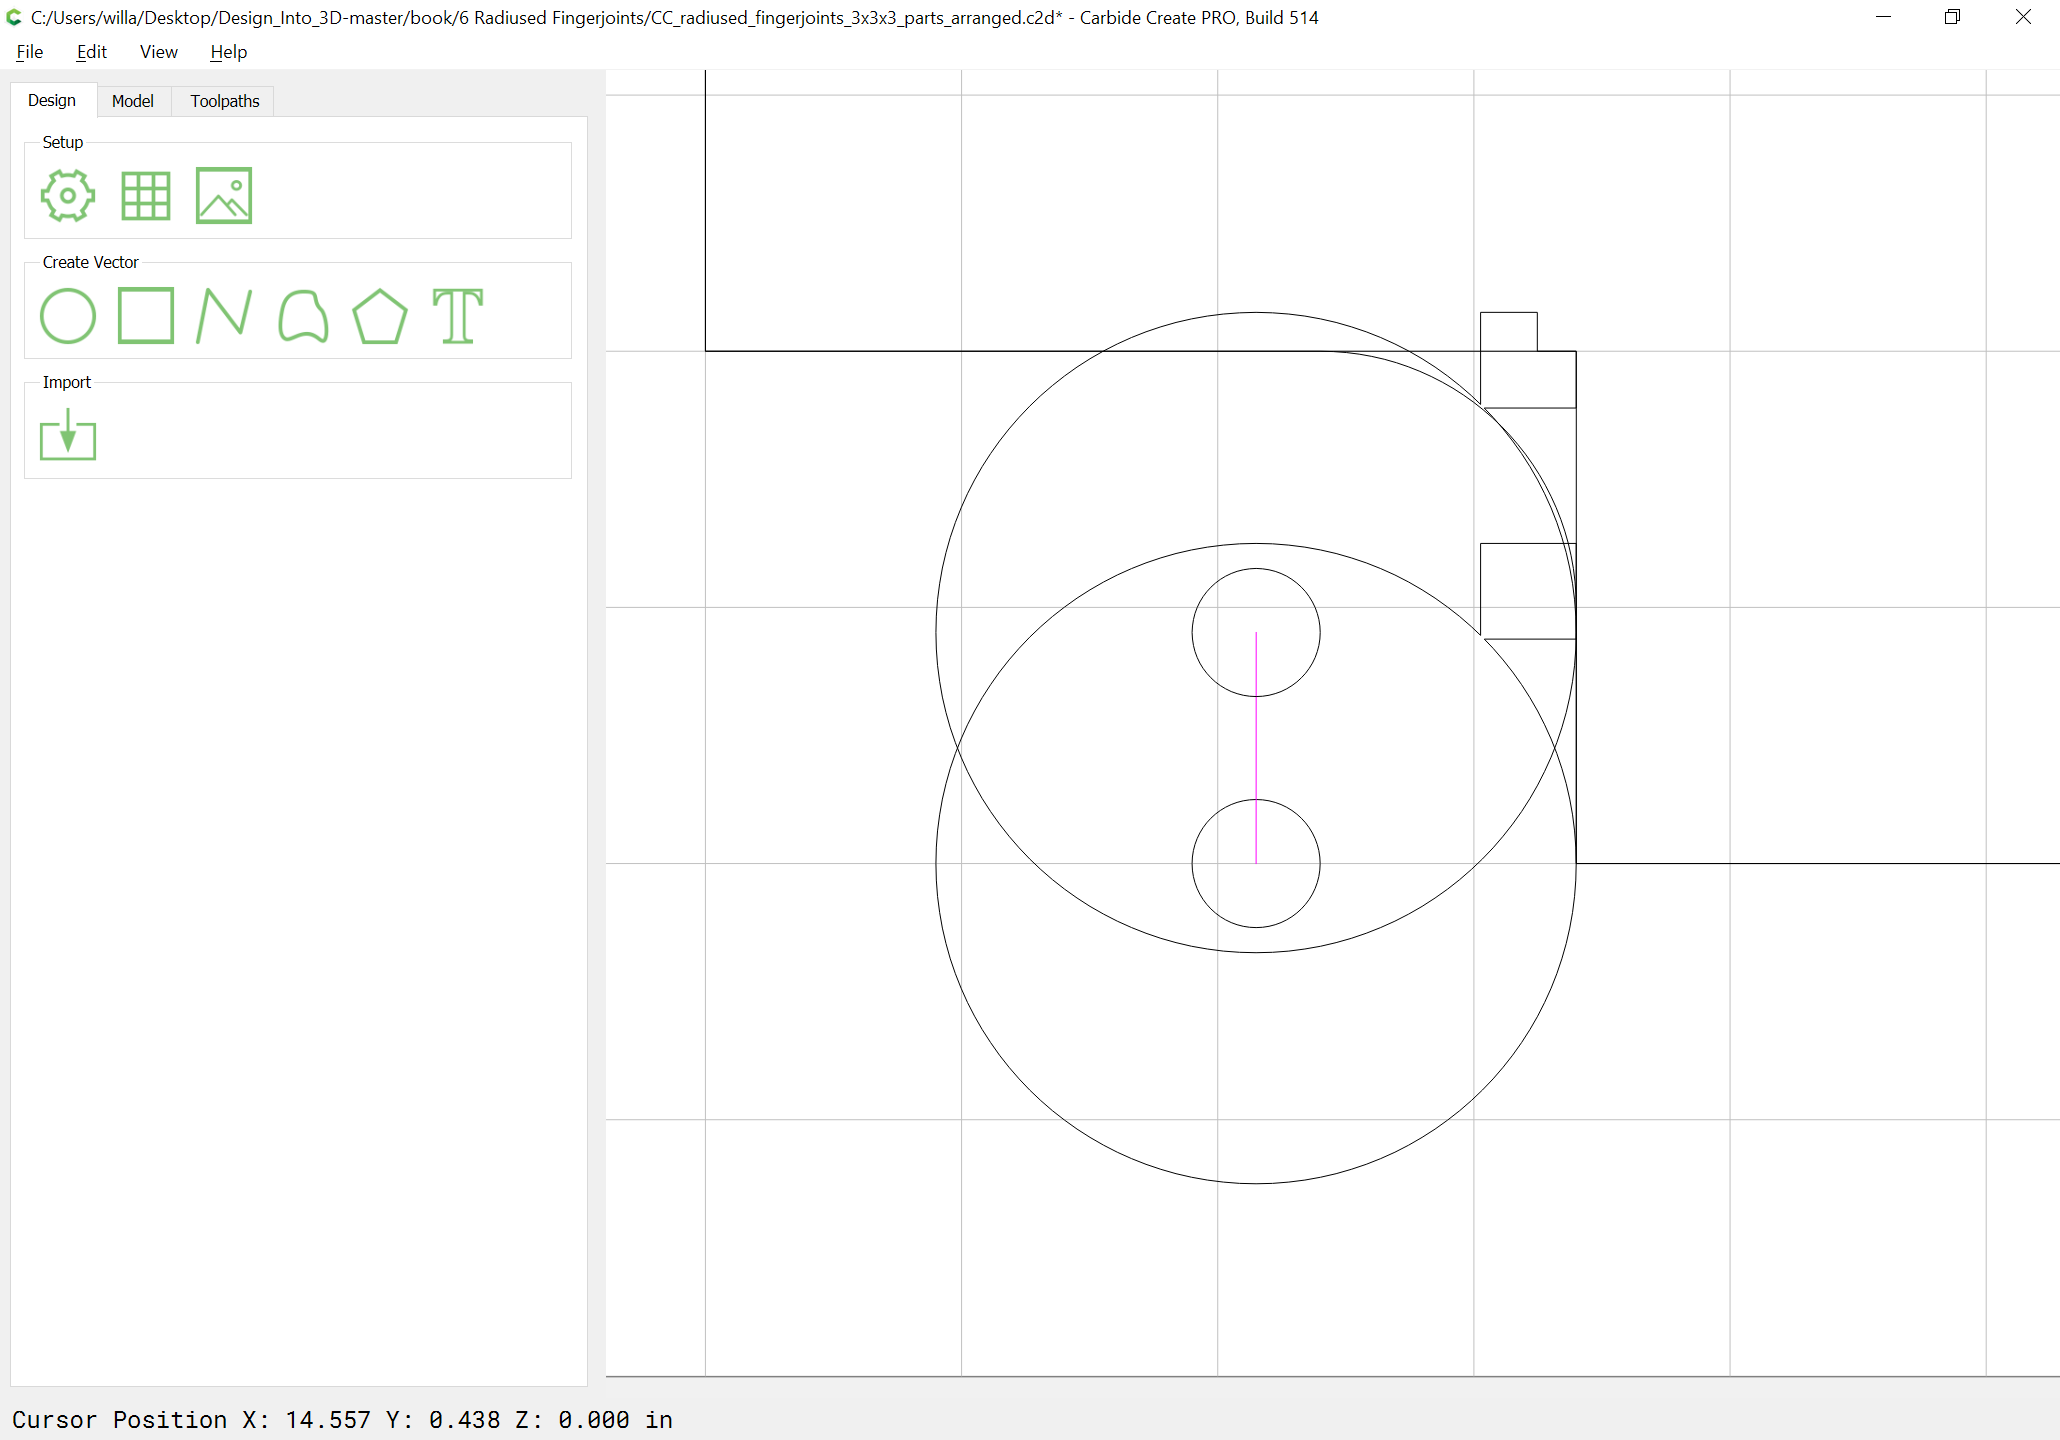 C:/Users/willa/Desktop/Design_Into_3D-master/book/6 Radiused Fingerjoints/CC_radiused_fingerjoints_3x3x3_parts_arranged.c2d* - Carbide Create PRO, Build 514
File Edit View Help
Design Model Toolpaths
Setup
Create Vector
Import
Cursor Position X: 14.557 Y: 0.438 Z: 0.000 in